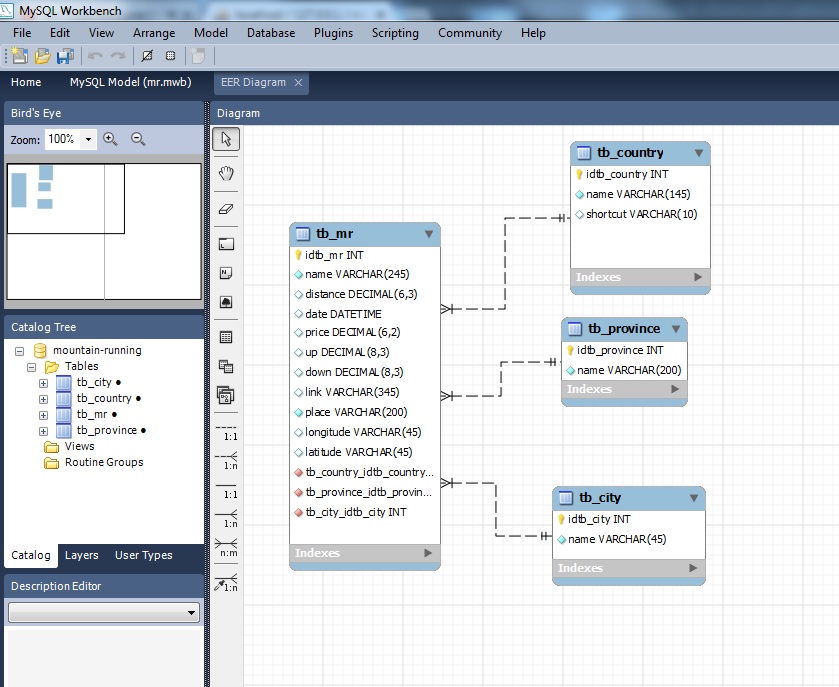 MySQL Workbench
File Edit View Arrange Model Database Plugins Scripting Community Help
Home MySQL Model (mr.mwb) EER Diagram
Bird's Eye
Zoom: 100%
Catalog Tree
mountain-running
Tables
tb_city
tb_country
tb_mr
tb_province
Views
Routine Groups
Catalog Layers User Types
Description Editor
Diagram
1:1
1:n
1:1
1:n
n:m
1:n
tb_mr
idtb_mr INT
name VARCHAR(245)
distance DECIMAL(6,3)
date DATETIME
price DECIMAL(6,2)
up DECIMAL(8,3)
down DECIMAL(8,3)
link VARCHAR(345)
place VARCHAR(200)
longitude VARCHAR(45)
latitude VARCHAR(45)
tb_country_idtb_country...
tb_province_idtb_provin...
tb_city_idtb_city INT
Indexes
tb_country
idtb_country INT
name VARCHAR(145)
shortcut VARCHAR(10)
Indexes
tb_province
idtb_province INT
name VARCHAR(200)
Indexes
tb_city
idtb_city INT
name VARCHAR(45)
Indexes